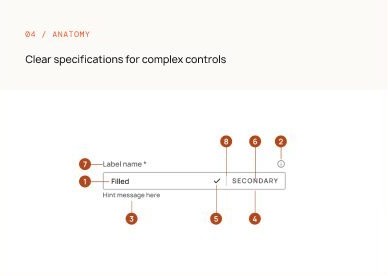 04 / ANATOMY
Clear specifications for complex controls
8 6 2
7 Label name *
1 Filled SECONDARY
Hint message here
3 5 4